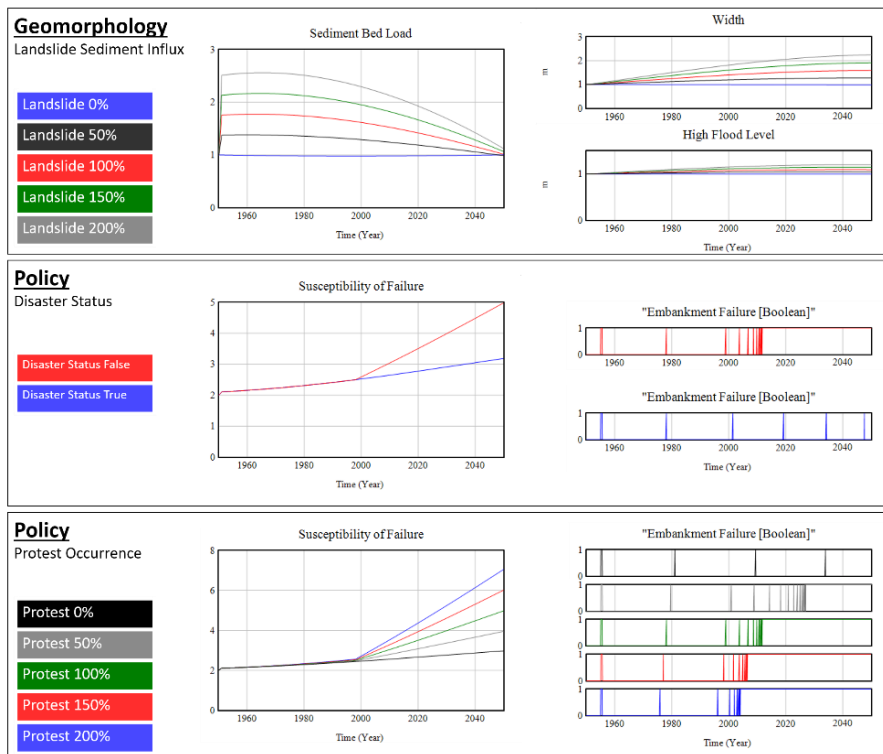 Geomorphology
Landslide Sediment Influx
Landslide 0%
Landslide 50%
Landslide 100%
Landslide 150%
Landslide 200%
Sediment Bed Load
3
2
1
0
1960 1980 2000 2020 2040
Time (Year)
Width
3
2
1
0
m
High Flood Level
1
0
m
1960 1980 2000 2020 2040
Time (Year)
Policy
Disaster Status
Disaster Status False
Disaster Status True
Susceptibility of Failure
5
4
3
2
1
0
1960 1980 2000 2020 2040
Time (Year)
"Embankment Failure [Boolean]"
1
0
1960 1980 2000 2020 2040
"Embankment Failure [Boolean]"
1
0
1960 1980 2000 2020 2040
Time (Year)
Policy
Protest Occurrence
Protest 0%
Protest 50%
Protest 100%
Protest 150%
Protest 200%
Susceptibility of Failure
8
6
4
2
0
1960 1980 2000 2020 2040
Time (Year)
"Embankment Failure [Boolean]"
1
0
1
0
1
0
1
0
1
0
1960 1980 2000 2020 2040
Time (Year)